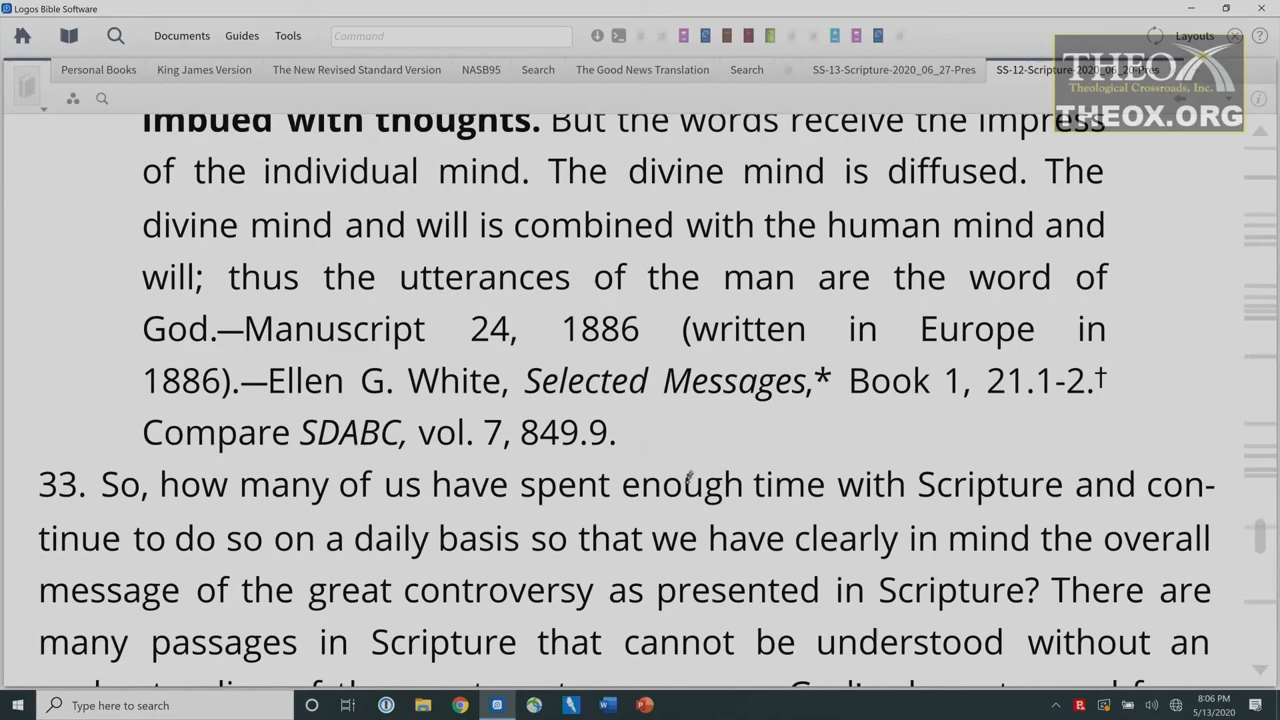 Logos Bible Software
Documents Guides Tools Command Layouts
Personal Books King James Version The New Revised NASB95 Search The Good News Translation Search SS-13-Scripture-2020_06_27-Pres SS-12-Scripture-2020_06_20-Pres
THEOX
Theological Crossroads, Inc.
THEOX.ORG
imbued with thoughts. But the words receive the impress
of the individual mind. The divine mind is diffused. The
divine mind and will is combined with the human mind and
will; thus the utterances of the man are the word of
God.—Manuscript 24, 1886 (written in Europe in
1886).—Ellen G. White, Selected Messages,* Book 1, 21.1-2.†
Compare SDABC, vol. 7, 849.9.
33. So, how many of us have spent enough time with Scripture and con-
tinue to do so on a daily basis so that we have clearly in mind the overall
message of the great controversy as presented in Scripture? There are
many passages in Scripture that cannot be understood without an
Type here to search
8:06 PM
5/13/2020